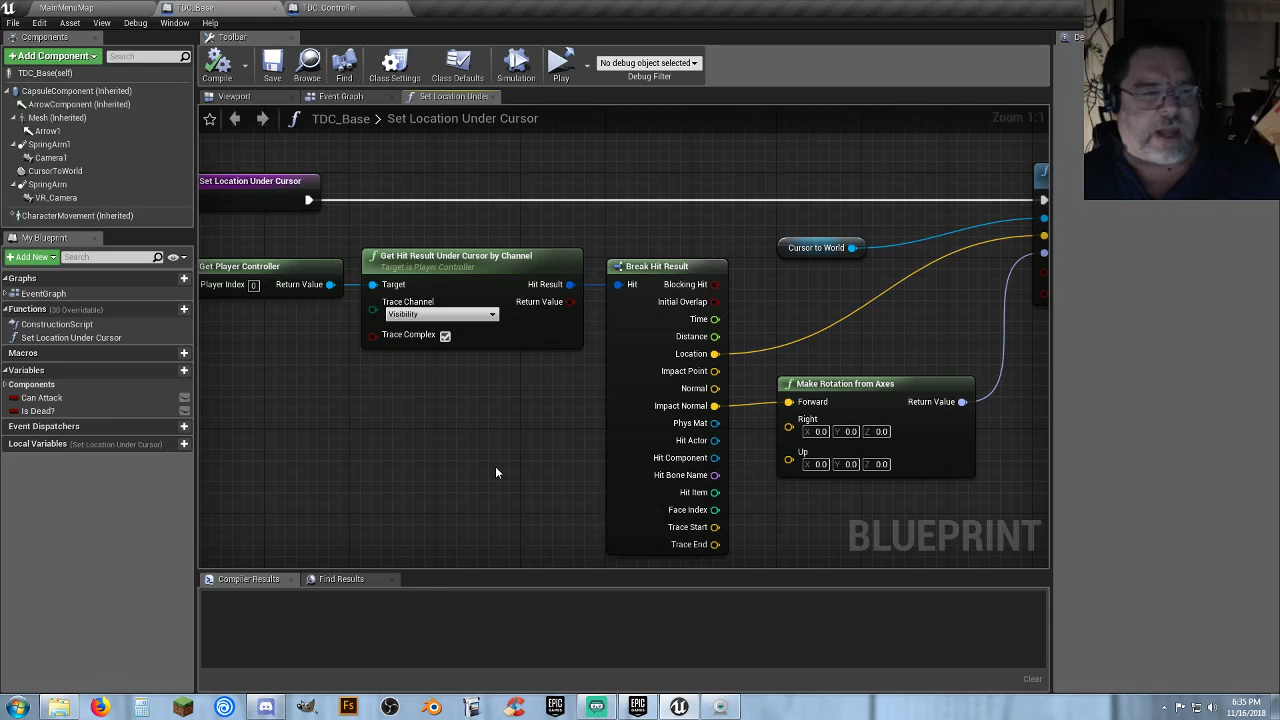 MainMenuMap
TDC_Base
TDC_Controller
File Edit Asset View Debug Window Help
Components
Toolbar
De
+ Add Component
Search
TDC_Base(self)
CapsuleComponent (Inherited)
ArrowComponent (Inherited)
Mesh (Inherited)
Arrow1
SpringArm1
Camera1
CursorToWorld
SpringArm
VR_Camera
CharacterMovement (Inherited)
Compile
Save
Browse
Find
Class Settings
Class Defaults
Simulation
Play
No debug object selected
Debug Filter
Viewport
Event Graph
Set Location Unde
TDC_Base > Set Location Under Cursor
Zoom 1:1
My Blueprint
+ Add New
Search
Graphs
EventGraph
Functions (30 Overridable)
ConstructionScript
Set Location Under Cursor
Macros
Variables
Components
Can Attack
Is Dead?
Event Dispatchers
Local Variables (Set Location Under Cursor)
Set Location Under Cursor
Get Player Controller
Player Index 0 Return Value
Get Hit Result Under Cursor by Channel
Target is Player Controller
Target Hit Result
Trace Channel Return Value
Visibility
Trace Complex
Break Hit Result
Hit Blocking Hit
Initial Overlap
Time
Distance
Location
Impact Point
Normal
Impact Normal
Phys Mat
Hit Actor
Hit Component
Hit Bone Name
Hit Item
Face Index
Trace Start
Trace End
Cursor to World
Make Rotation from Axes
Forward Return Value
Right
X 0.0 Y 0.0 Z 0.0
Up
X 0.0 Y 0.0 Z 0.0
BLUEPRINT
Compiler Results
Find Results
Clear
Fs
EPIC GAMES
EPIC GAMES
6:35 PM
11/16/2018